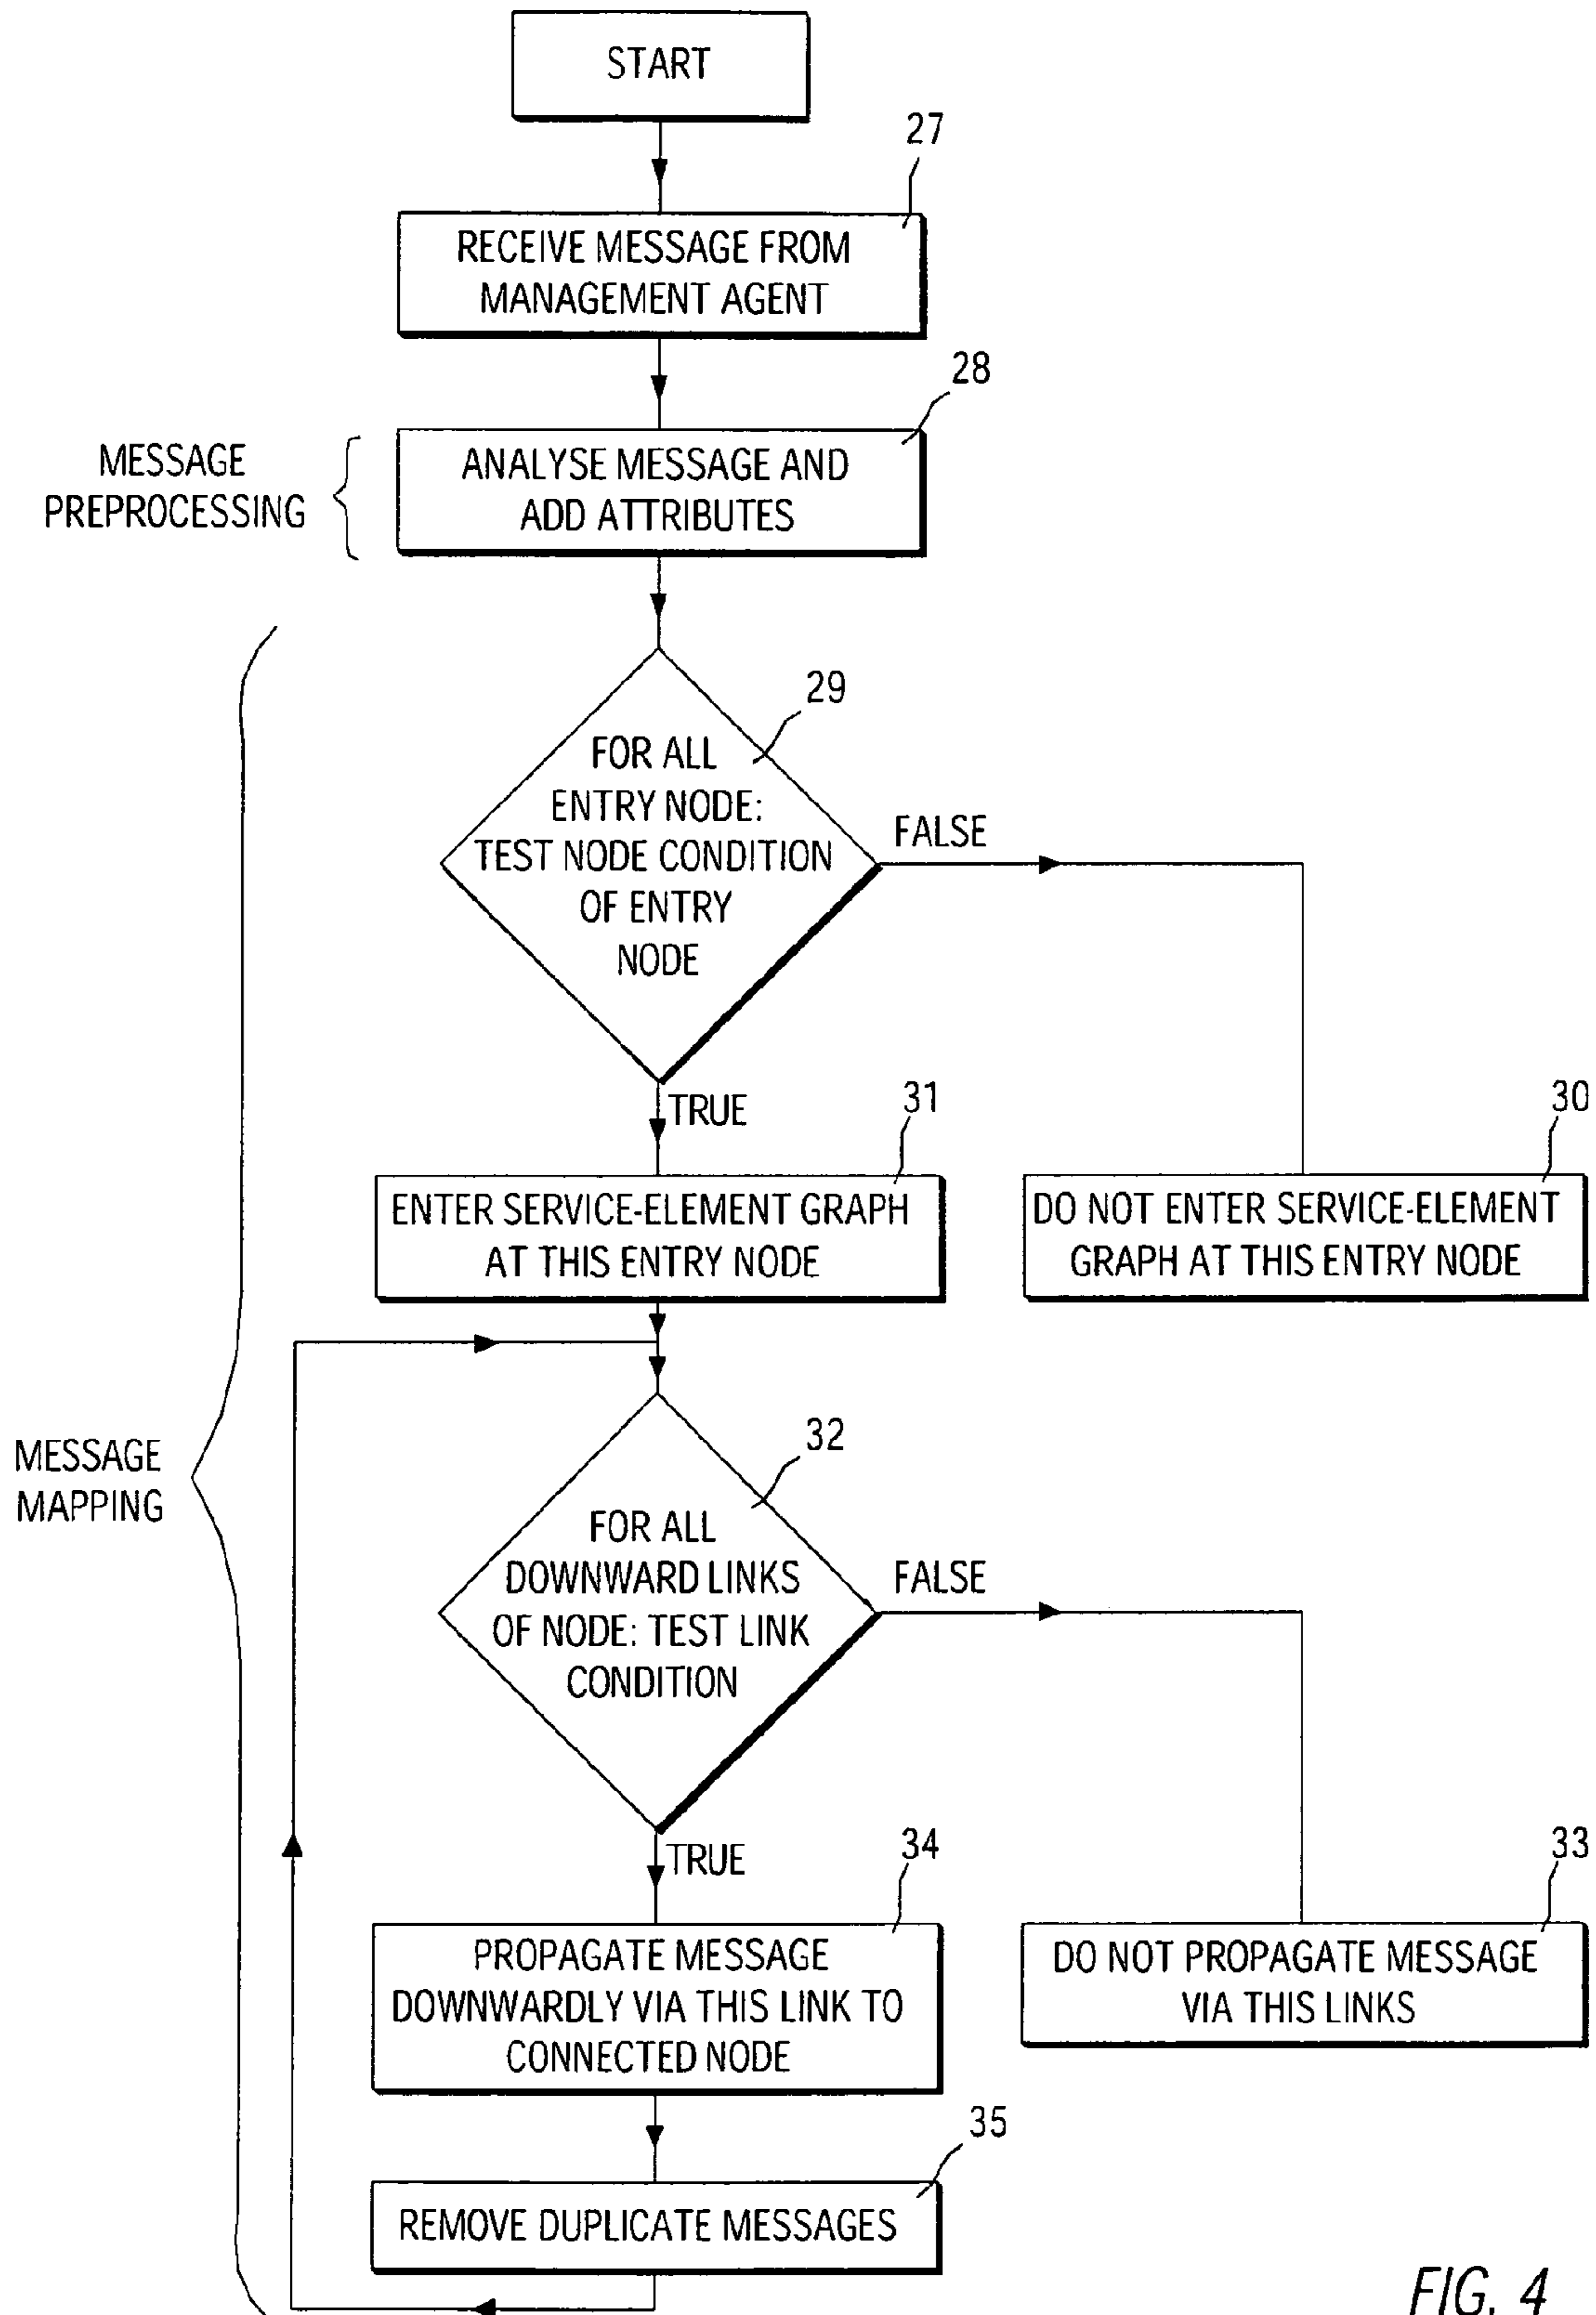 START
27
RECEIVE MESSAGE FROM
MANAGEMENT AGENT
28
MESSAGE
PREPROCESSING
ANALYSE MESSAGE AND
ADD ATTRIBUTES
29
FOR ALL
ENTRY NODE:
TEST NODE CONDITION
OF ENTRY
NODE
FALSE
TRUE
31
30
ENTER SERVICE-ELEMENT GRAPH
AT THIS ENTRY NODE
DO NOT ENTER SERVICE-ELEMENT
GRAPH AT THIS ENTRY NODE
MESSAGE
MAPPING
32
FOR ALL
DOWNWARD LINKS
OF NODE: TEST LINK
CONDITION
FALSE
TRUE
34
33
PROPAGATE MESSAGE
DOWNWARDLY VIA THIS LINK TO
CONNECTED NODE
DO NOT PROPAGATE MESSAGE
VIA THIS LINKS
35
REMOVE DUPLICATE MESSAGES
FIG. 4